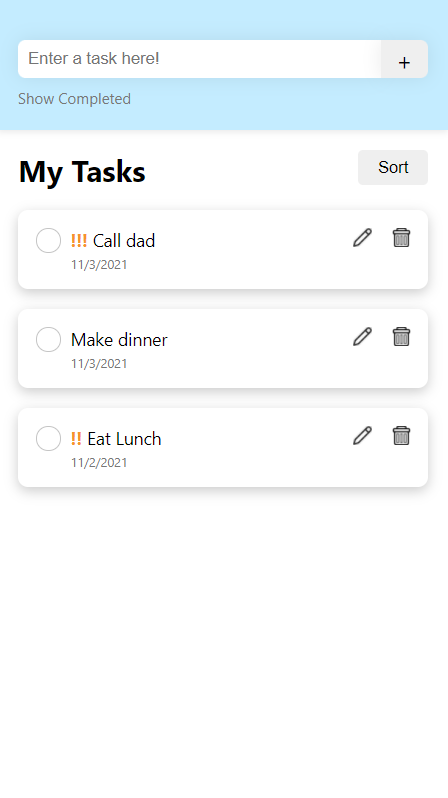 Enter a task here! +
Show Completed
My Tasks Sort
!!! Call dad
11/3/2021
Make dinner
11/3/2021
!! Eat Lunch
11/2/2021